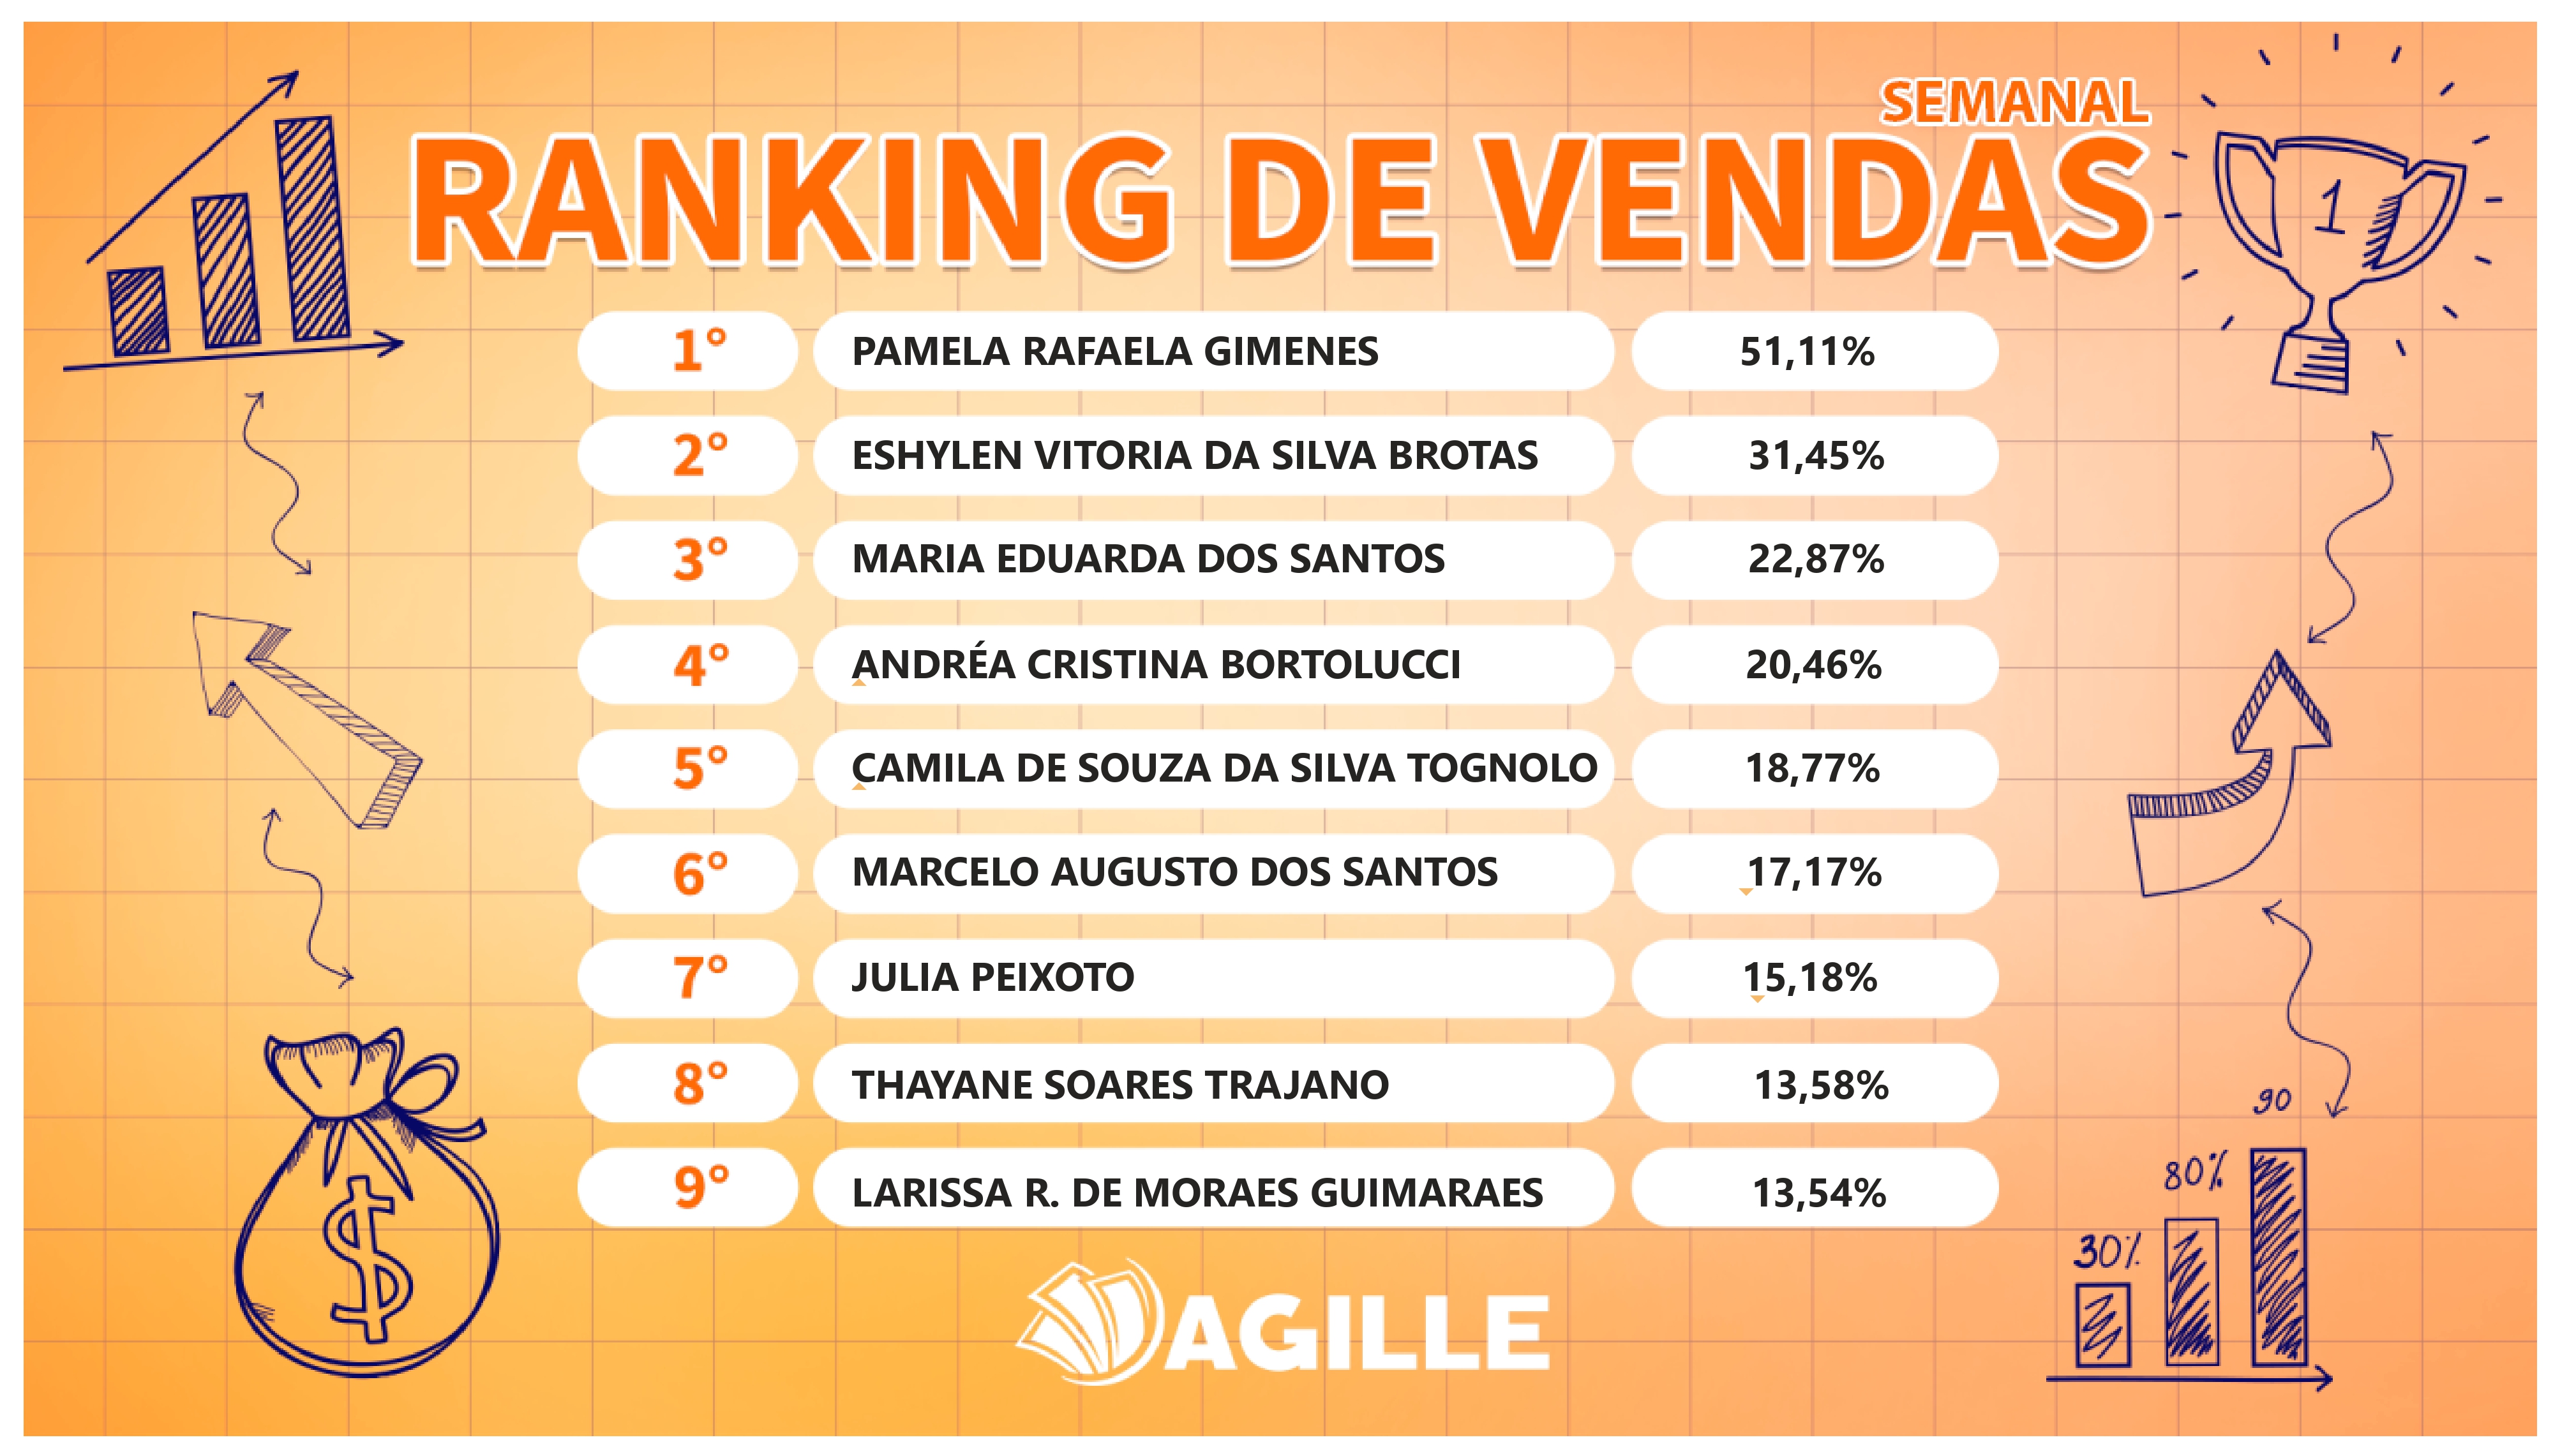 SEMANAL
RANKING DE VENDAS
1
1° PAMELA RAFAELA GIMENES 51,11%
2° ESHYLEN VITORIA DA SILVA BROTAS 31,45%
3° MARIA EDUARDA DOS SANTOS 22,87%
4° ANDRÉA CRISTINA BORTOLUCCI 20,46%
5° CAMILA DE SOUZA DA SILVA TOGNOLO 18,77%
6° MARCELO AUGUSTO DOS SANTOS 17,17%
7° JULIA PEIXOTO 15,18%
8° THAYANE SOARES TRAJANO 13,58%
9° LARISSA R. DE MORAES GUIMARAES 13,54%
$
90
80%
30%
AGILLE